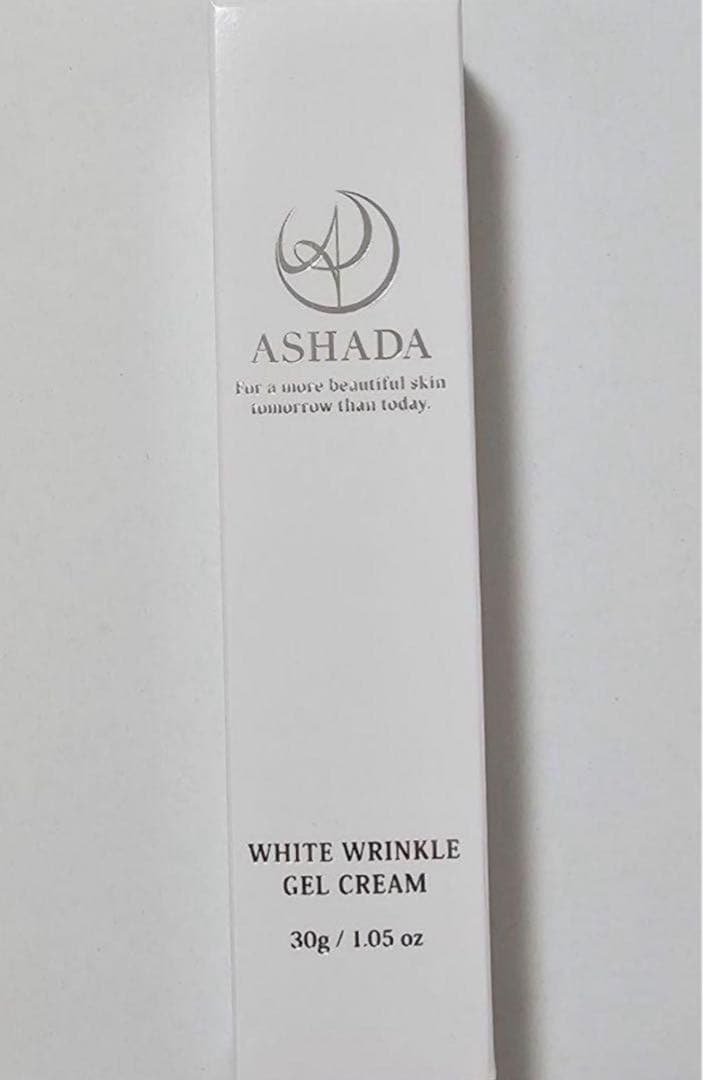 ASHADA
For a more beautiful skin
tomorrow than today.
WHITE WRINKLE
GEL CREAM
30g / 1.05 oz